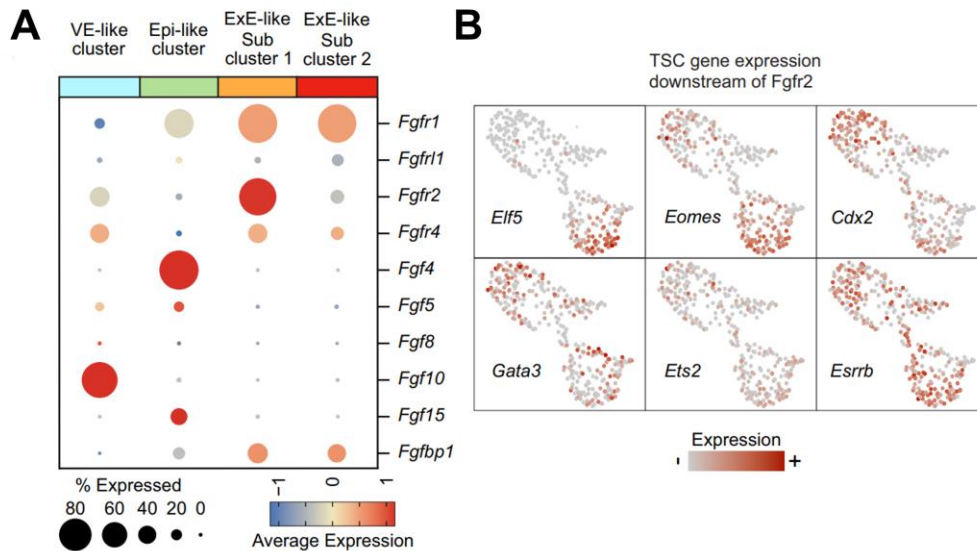 A
VE-like
cluster
Epi-like
cluster
ExE-like
Sub
cluster 1
ExE-like
Sub
cluster 2
Fgfr1
Fgfrl1
Fgfr2
Fgfr4
Fgf4
Fgf5
Fgf8
Fgf10
Fgf15
Fgfbp1
% Expressed
80 60 40 20 0
-1 0 1
Average Expression
B
TSC gene expression
downstream of Fgfr2
Elf5
Eomes
Cdx2
Gata3
Ets2
Esrrb
Expression
- +